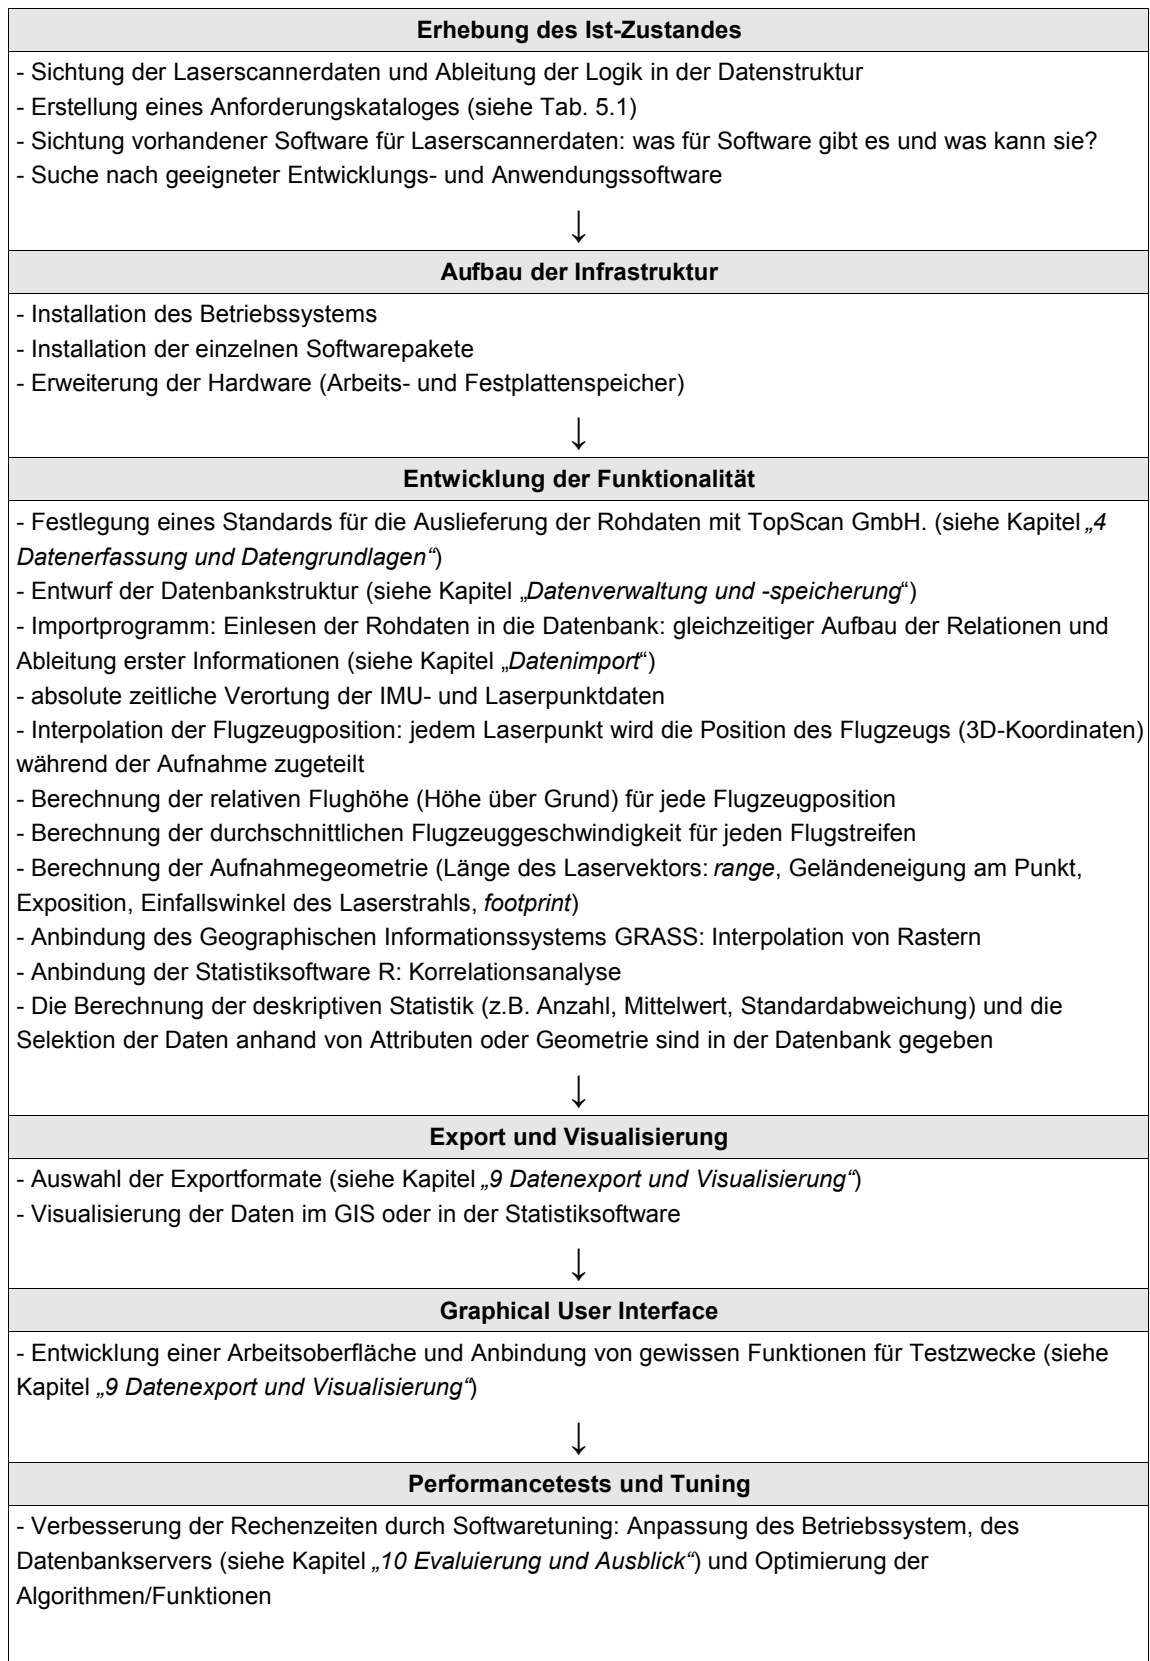 Erhebung des Ist-Zustandes
- Sichtung der Laserscannerdaten und Ableitung der Logik in der Datenstruktur
- Erstellung eines Anforderungskataloges (siehe Tab. 5.1)
- Sichtung vorhandener Software für Laserscannerdaten: was für Software gibt es und was kann sie?
- Suche nach geeigneter Entwicklungs- und Anwendungssoftware
↓
Aufbau der Infrastruktur
- Installation des Betriebssystems
- Installation der einzelnen Softwarepakete
- Erweiterung der Hardware (Arbeits- und Festplattenspeicher)
↓
Entwicklung der Funktionalität
- Festlegung eines Standards für die Auslieferung der Rohdaten mit TopScan GmbH. (siehe Kapitel „4
Datenerfassung und Datengrundlagen“)
- Entwurf der Datenbankstruktur (siehe Kapitel „Datenverwaltung und -speicherung“)
- Importprogramm: Einlesen der Rohdaten in die Datenbank: gleichzeitiger Aufbau der Relationen und
Ableitung erster Informationen (siehe Kapitel „Datenimport“)
- absolute zeitliche Verortung der IMU- und Laserpunktdaten
- Interpolation der Flugzeugposition: jedem Laserpunkt wird die Position des Flugzeugs (3D-Koordinaten)
während der Aufnahme zugeteilt
- Berechnung der relativen Flughöhe (Höhe über Grund) für jede Flugzeugposition
- Berechnung der durchschnittlichen Flugzeuggeschwindigkeit für jeden Flugstreifen
- Berechnung der Aufnahmegeometrie (Länge des Laservektors: range, Geländeneigung am Punkt,
Exposition, Einfallswinkel des Laserstrahls, footprint)
- Anbindung des Geographischen Informationssystems GRASS: Interpolation von Rastern
- Anbindung der Statistiksoftware R: Korrelationsanalyse
- Die Berechnung der deskriptiven Statistik (z.B. Anzahl, Mittelwert, Standardabweichung) und die
Selektion der Daten anhand von Attributen oder Geometrie sind in der Datenbank gegeben
↓
Export und Visualisierung
- Auswahl der Exportformate (siehe Kapitel „9 Datenexport und Visualisierung“)
- Visualisierung der Daten im GIS oder in der Statistiksoftware
↓
Graphical User Interface
- Entwicklung einer Arbeitsoberfläche und Anbindung von gewissen Funktionen für Testzwecke (siehe
Kapitel „9 Datenexport und Visualisierung“)
↓
Performancetests und Tuning
- Verbesserung der Rechenzeiten durch Softwaretuning: Anpassung des Betriebssystem, des
Datenbankservers (siehe Kapitel „10 Evaluierung und Ausblick“) und Optimierung der
Algorithmen/Funktionen